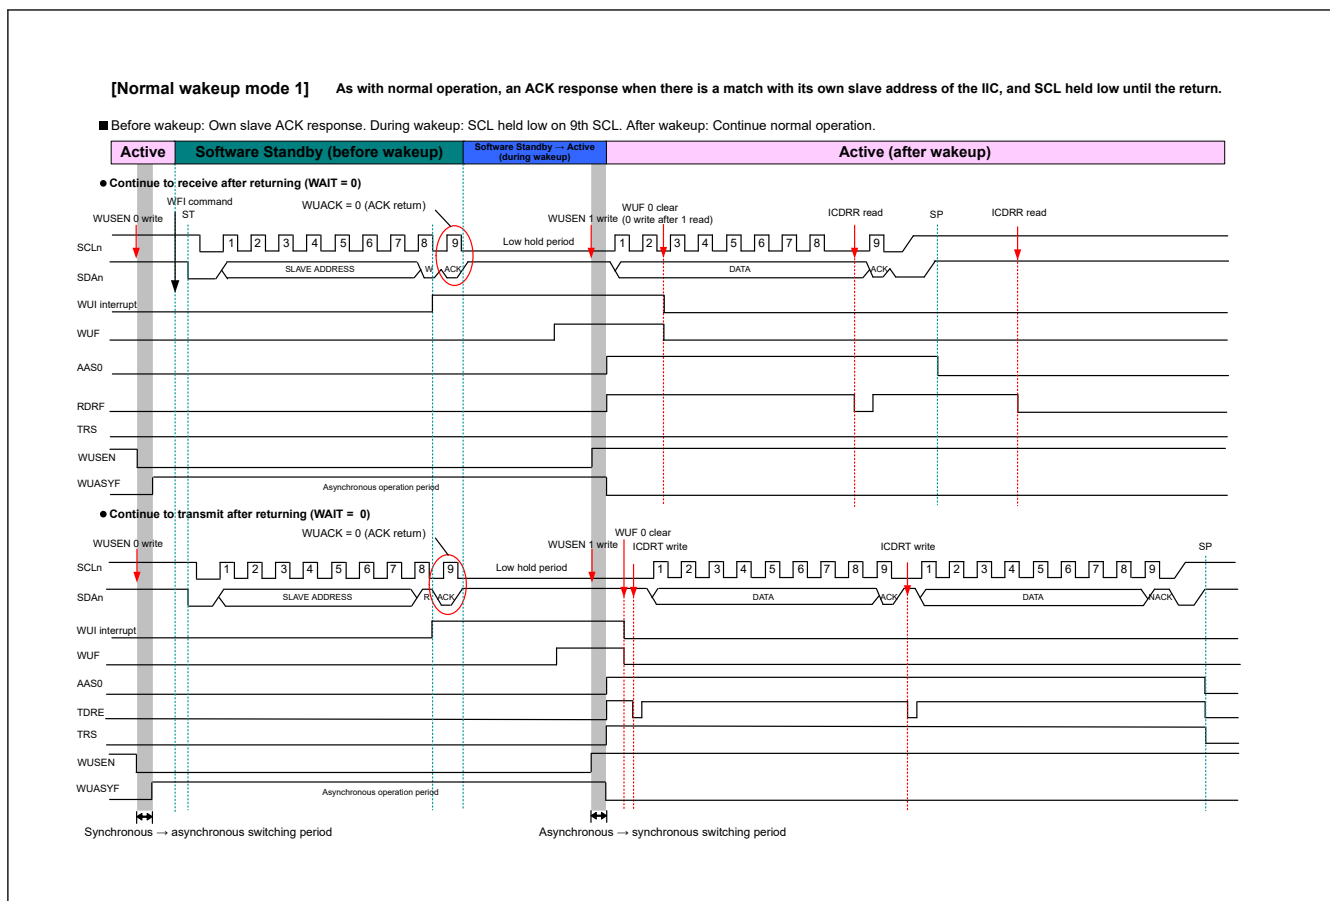 [Normal wakeup mode 1] As with normal operation, an ACK response when there is a match with its own slave address of the IIC, and SCL held low until the return.
■ Before wakeup: Own slave ACK response. During wakeup: SCL held low on 9th SCL. After wakeup: Continue normal operation.
Active
Software Standby (before wakeup)
Software Standby → Active
(during wakeup)
Active (after wakeup)
● Continue to receive after returning (WAIT = 0)
WFI command
WUSEN 0 write
ST
WUACK = 0 (ACK return)
WUSEN 1 write
WUF 0 clear
(0 write after 1 read)
ICDRR read
SP
ICDRR read
SCLn
1 2 3 4 5 6 7 8 9
Low hold period
1 2 3 4 5 6 7 8 9
SDAn
SLAVE ADDRESS
W
ACK
DATA
ACK
WUI interrupt
WUF
AAS0
RDRF
TRS
WUSEN
WUASYF
Asynchronous operation period
● Continue to transmit after returning (WAIT = 0)
WUSEN 0 write
WUACK = 0 (ACK return)
WUSEN 1 write
WUF 0 clear
ICDRT write
ICDRT write
SP
SCLn
1 2 3 4 5 6 7 8 9
Low hold period
1 2 3 4 5 6 7 8 9
1 2 3 4 5 6 7 8 9
SDAn
SLAVE ADDRESS
R
ACK
DATA
ACK
DATA
NACK
WUI interrupt
WUF
AAS0
TDRE
TRS
WUSEN
WUASYF
Asynchronous operation period
Synchronous → asynchronous switching period
Asynchronous → synchronous switching period